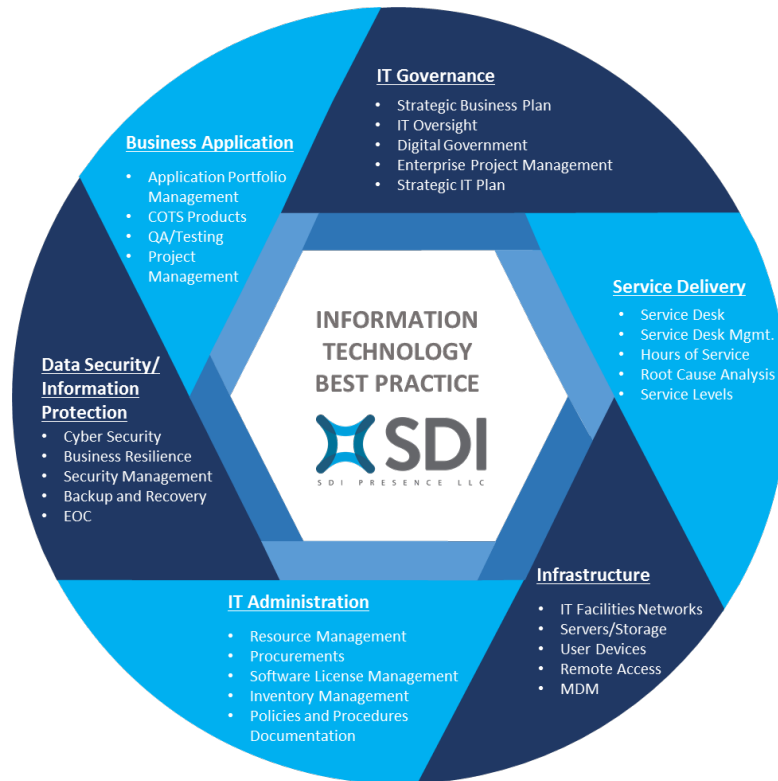 IT Governance
• Strategic Business Plan
• IT Oversight
• Digital Government
• Enterprise Project Management
• Strategic IT Plan
Business Application
• Application Portfolio
Management
• COTS Products
• QA/Testing
• Project
Management
Service Delivery
• Service Desk
• Service Desk Mgmt.
• Hours of Service
• Root Cause Analysis
• Service Levels
INFORMATION
TECHNOLOGY
BEST PRACTICE
SDI
SDI PRESENCE LLC
Data Security/
Information
Protection
• Cyber Security
• Business Resilience
• Security Management
• Backup and Recovery
• EOC
Infrastructure
• IT Facilities Networks
• Servers/Storage
• User Devices
• Remote Access
• MDM
IT Administration
• Resource Management
• Procurements
• Software License Management
• Inventory Management
• Policies and Procedures
Documentation